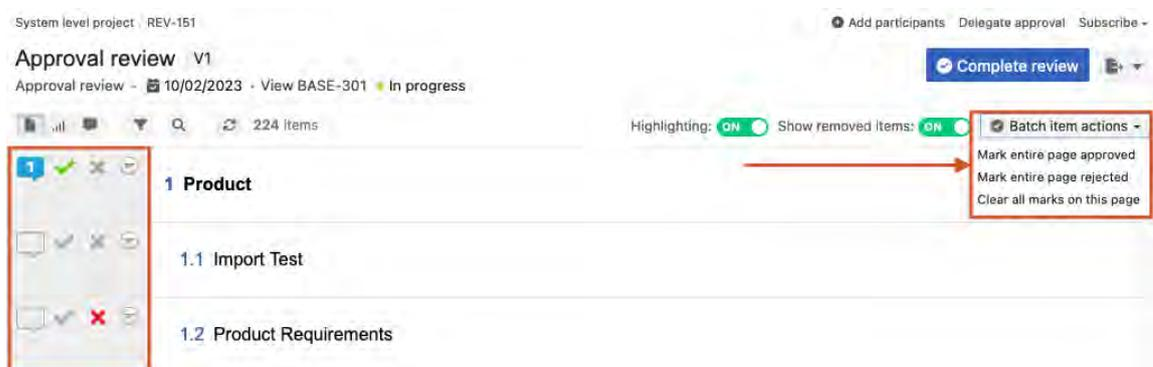 System level project / REV-151
Add participants Delegate approval Subscribe
Approval review V1
Complete review
Approval review - 10/02/2023 - View BASE-301 In progress
224 items
Highlighting: ON Show removed items: ON Batch item actions
Mark entire page approved
Mark entire page rejected
Clear all marks on this page
1
1 Product
1.1 Import Test
1.2 Product Requirements